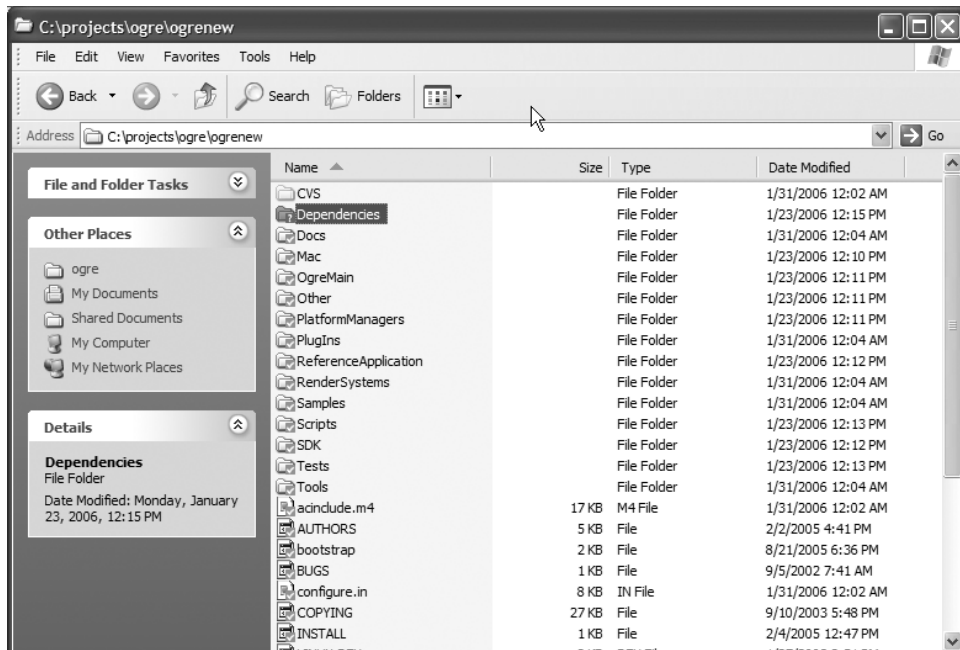 C:\projects\ogre\ogrenew
File Edit View Favorites Tools Help
Back Search Folders
Address C:\projects\ogre\ogrenew Go
File and Folder Tasks
Other Places
ogre
My Documents
Shared Documents
My Computer
My Network Places
Details
Dependencies
File Folder
Date Modified: Monday, January
23, 2006, 12:15 PM
Name Size Type Date Modified
CVS File Folder 1/31/2006 12:02 AM
Dependencies File Folder 1/23/2006 12:15 PM
Docs File Folder 1/31/2006 12:04 AM
Mac File Folder 1/23/2006 12:10 PM
OgreMain File Folder 1/23/2006 12:11 PM
Other File Folder 1/23/2006 12:11 PM
PlatformManagers File Folder 1/23/2006 12:11 PM
PlugIns File Folder 1/31/2006 12:04 AM
ReferenceApplication File Folder 1/23/2006 12:12 PM
RenderSystems File Folder 1/31/2006 12:04 AM
Samples File Folder 1/31/2006 12:04 AM
Scripts File Folder 1/23/2006 12:13 PM
SDK File Folder 1/23/2006 12:12 PM
Tests File Folder 1/23/2006 12:13 PM
Tools File Folder 1/31/2006 12:04 AM
acinclude.m4 17 KB M4 File 1/31/2006 12:02 AM
AUTHORS 5 KB File 2/2/2005 4:41 PM
bootstrap 2 KB File 8/21/2005 6:36 PM
BUGS 1 KB File 9/5/2002 7:41 AM
configure.in 8 KB IN File 1/31/2006 12:02 AM
COPYING 27 KB File 9/10/2003 5:48 PM
INSTALL 1 KB File 2/4/2005 12:47 PM